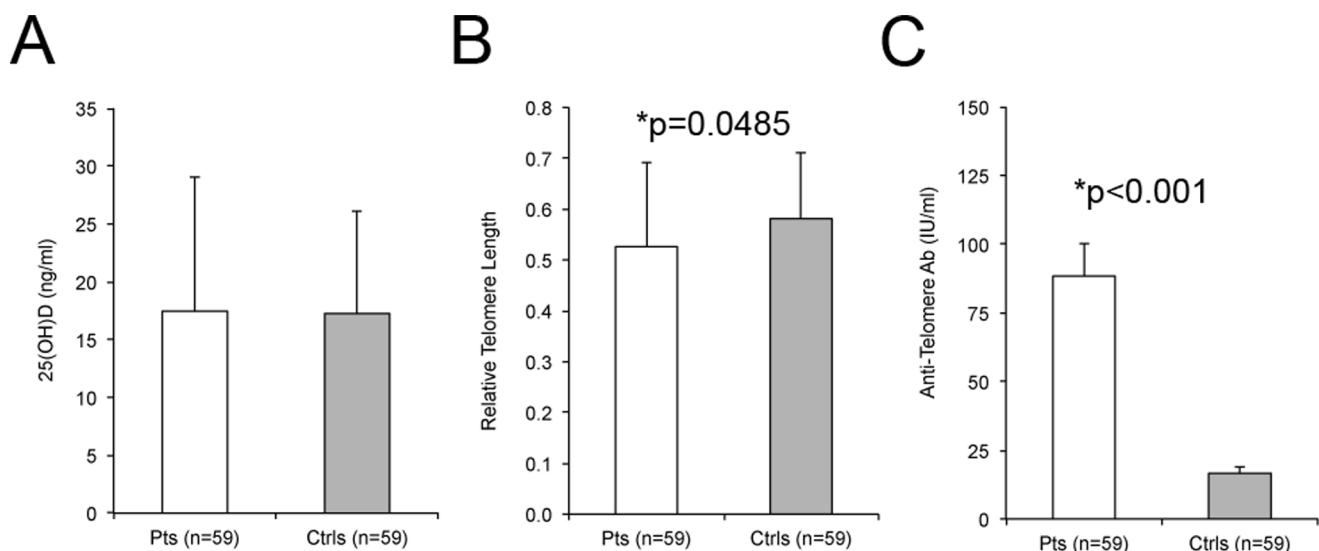 A
25(OH)D (ng/ml)
35
30
25
20
15
10
5
0
Pts (n=59)
Ctrls (n=59)
B
Relative Telomere Length
0.8
0.7
0.6
0.5
0.4
0.3
0.2
0.1
0.0
*p=0.0485
Pts (n=59)
Ctrls (n=59)
C
Anti-Telomere Ab (IU/ml)
150
125
100
75
50
25
0
*p<0.001
Pts (n=59)
Ctrls (n=59)